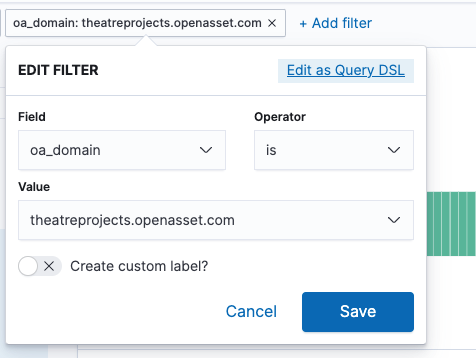 oa_domain: theatreprojects.openasset.com ×
+ Add filter
EDIT FILTER
Edit as Query DSL
Field
Operator
oa_domain
is
Value
theatreprojects.openasset.com
Create custom label?
Cancel
Save